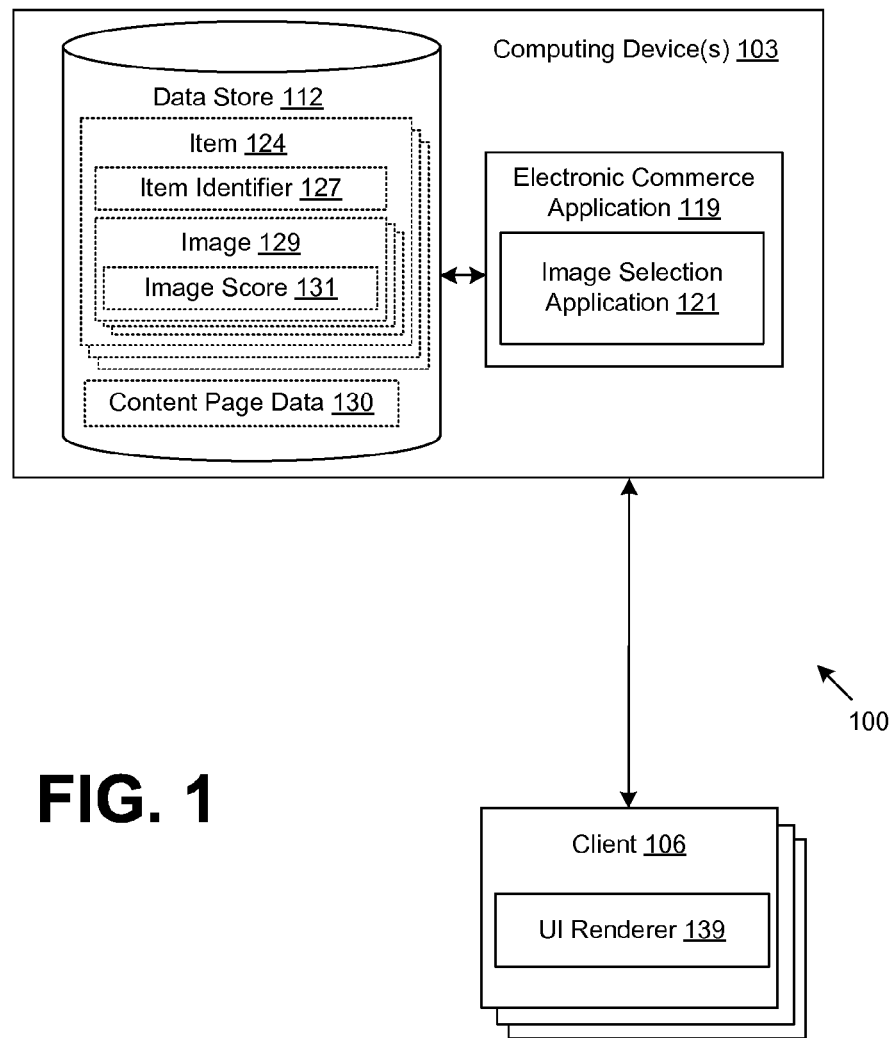 Computing Device(s) 103
Data Store 112
Item 124
Item Identifier 127
Image 129
Image Score 131
Content Page Data 130
Electronic Commerce
Application 119
Image Selection
Application 121
100
FIG. 1
Client 106
UI Renderer 139